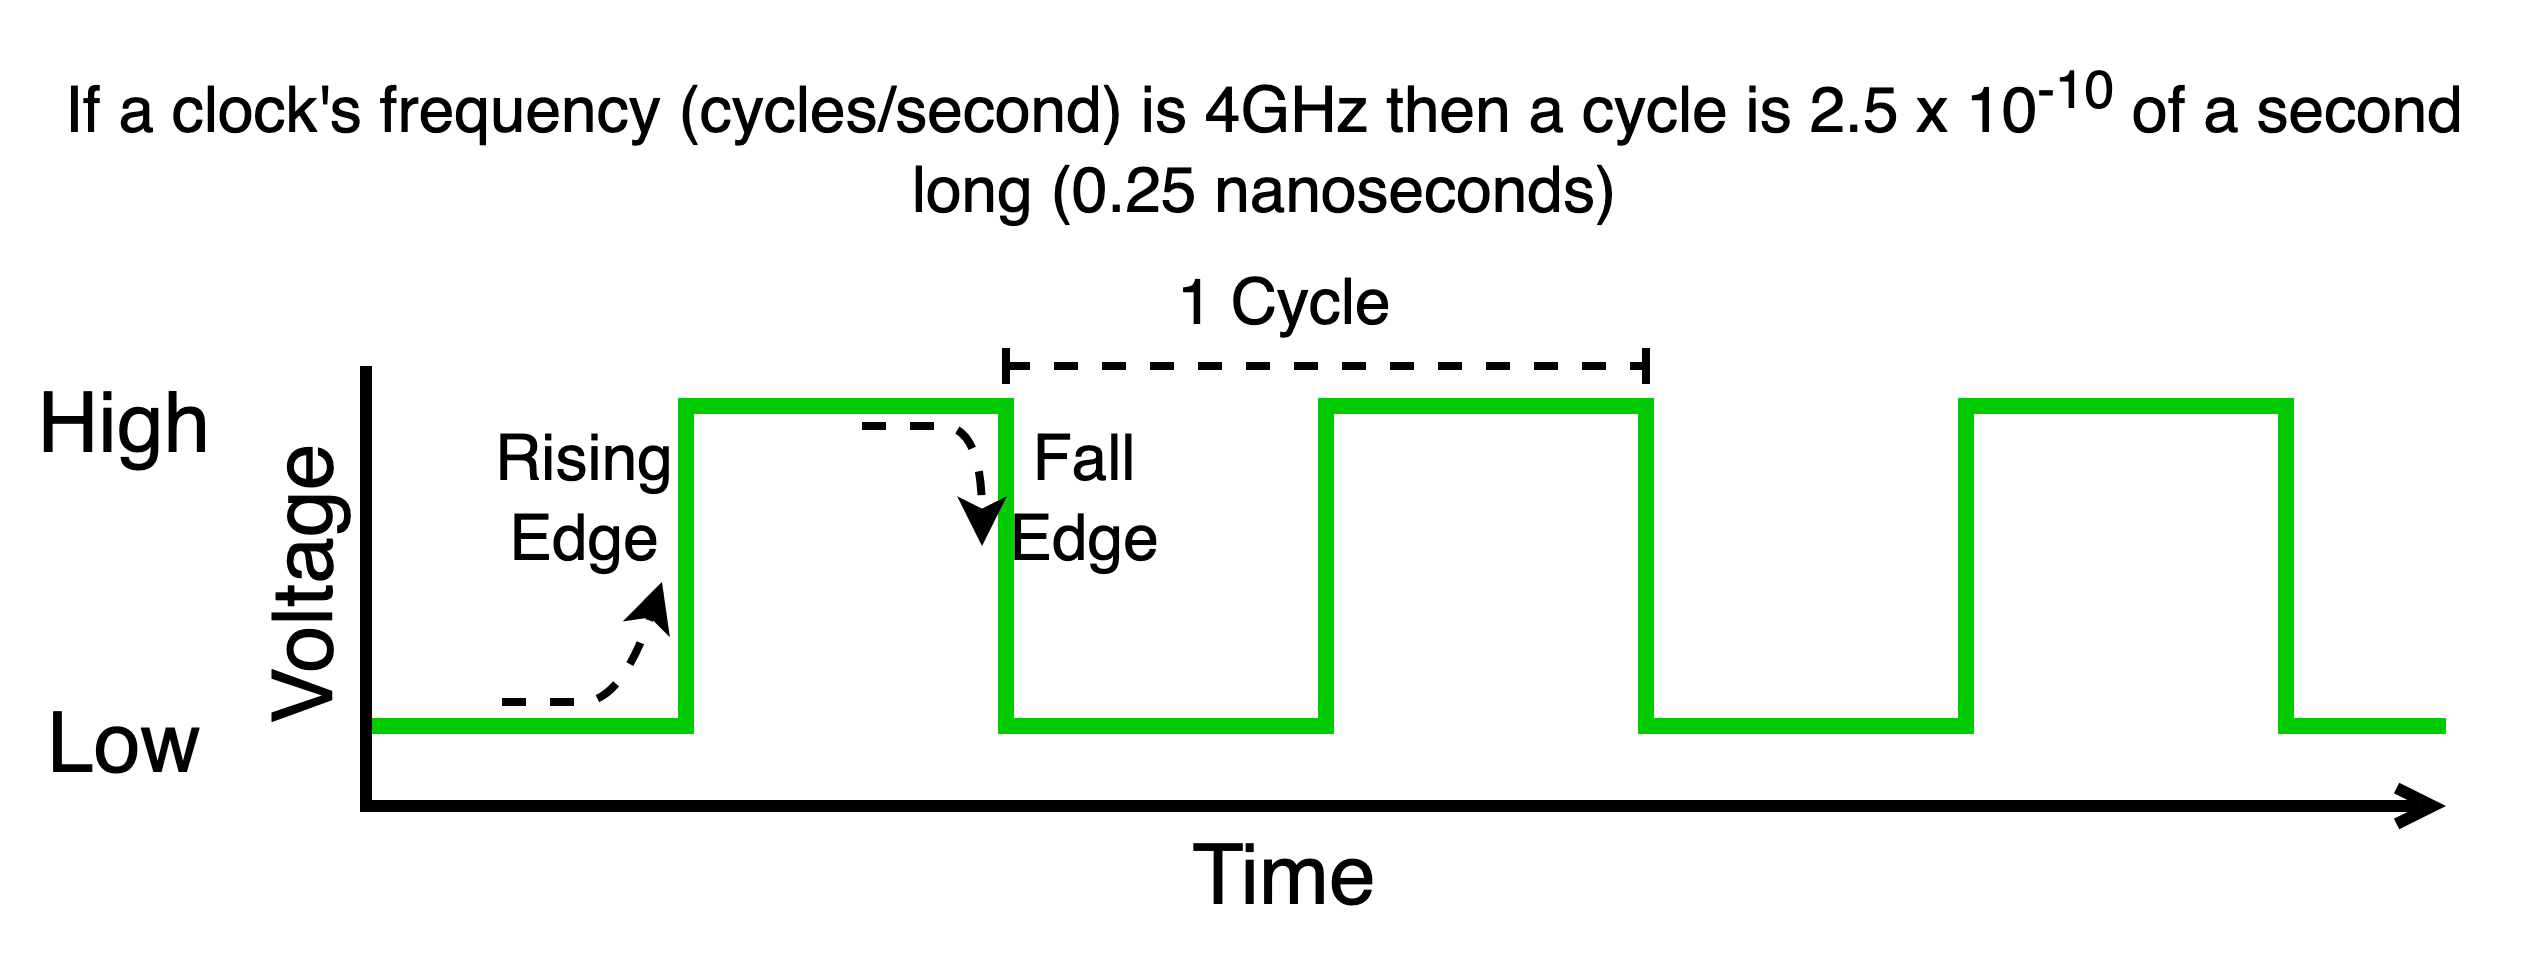 If a clock's frequency (cycles/second) is 4GHz then a cycle is 2.5 x 10⁻¹⁰ of a second
long (0.25 nanoseconds)
1 Cycle
High
Voltage
Low
Rising
Edge
Fall
Edge
Time